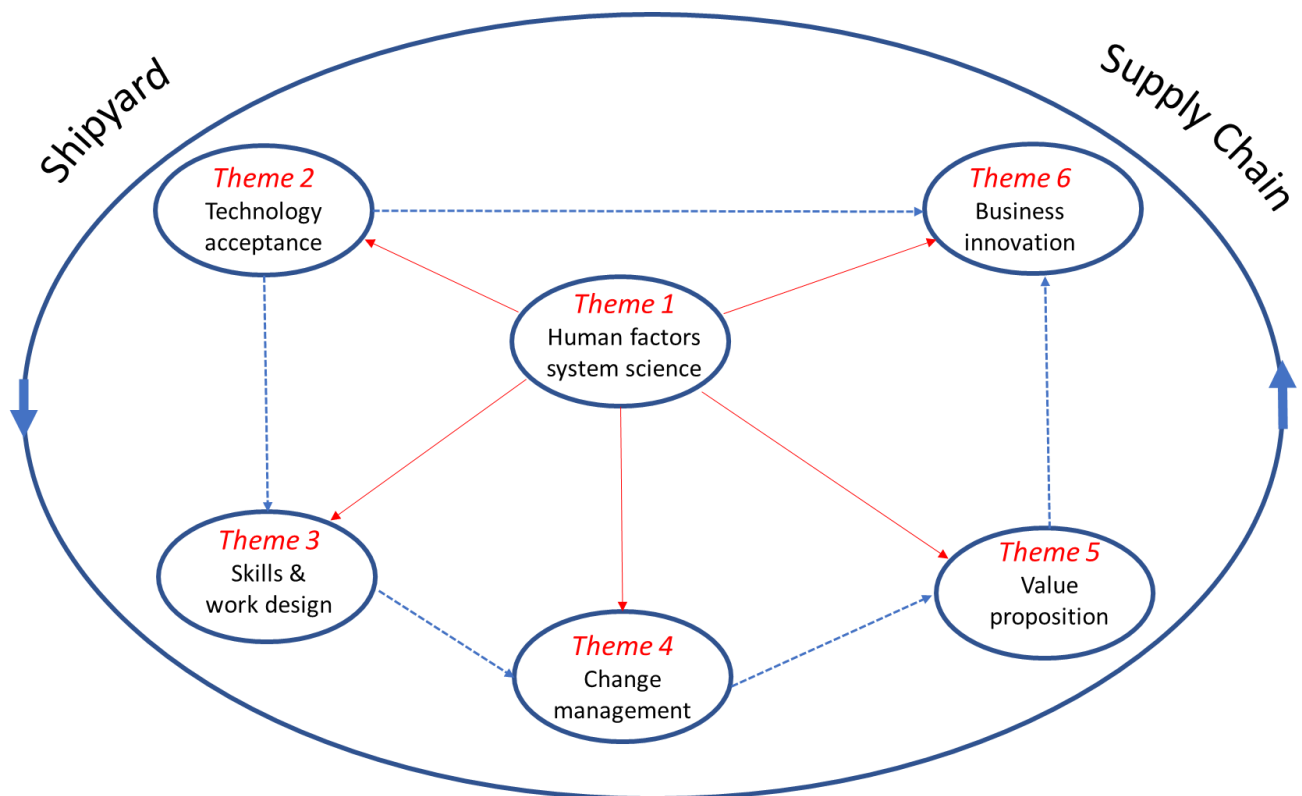 Shipyard
Supply Chain
Theme 2
Technology
acceptance
Theme 6
Business
innovation
Theme 1
Human factors
system science
Theme 3
Skills &
work design
Theme 5
Value
proposition
Theme 4
Change
management